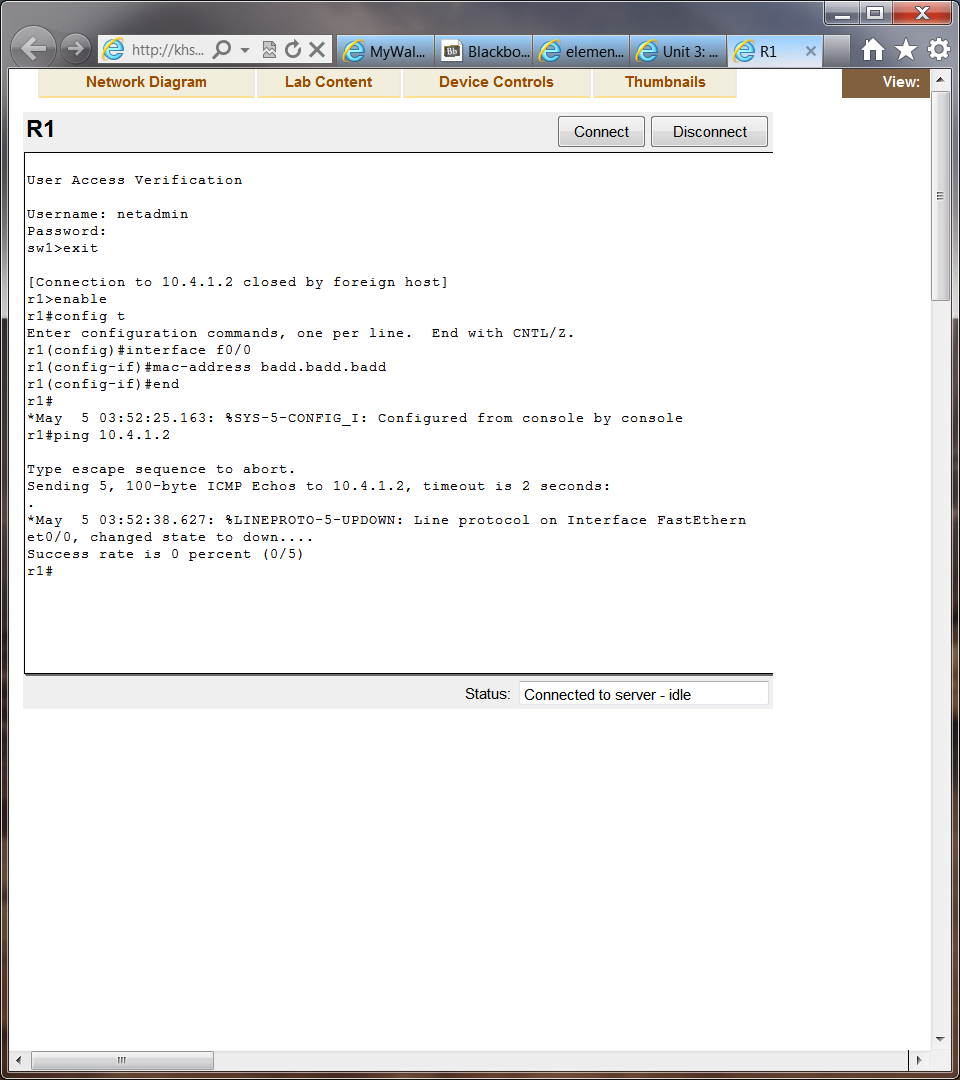 http://khs...
MyWal...
Bb
Blackbo...
elemen...
Unit 3: ...
R1
Network Diagram
Lab Content
Device Controls
Thumbnails
View:
R1
Connect
Disconnect
User Access Verification
Username: netadmin
Password:
sw1>exit
[Connection to 10.4.1.2 closed by foreign host]
r1>enable
r1#config t
Enter configuration commands, one per line.  End with CNTL/Z.
r1(config)#interface f0/0
r1(config-if)#mac-address badd.badd.badd
r1(config-if)#end
r1#
*May  5 03:52:25.163: %SYS-5-CONFIG_I: Configured from console by console
r1#ping 10.4.1.2
Type escape sequence to abort.
Sending 5, 100-byte ICMP Echos to 10.4.1.2, timeout is 2 seconds:
.
*May  5 03:52:38.627: %LINEPROTO-5-UPDOWN: Line protocol on Interface FastEthern
et0/0, changed state to down....
Success rate is 0 percent (0/5)
r1#
Status:
Connected to server - idle